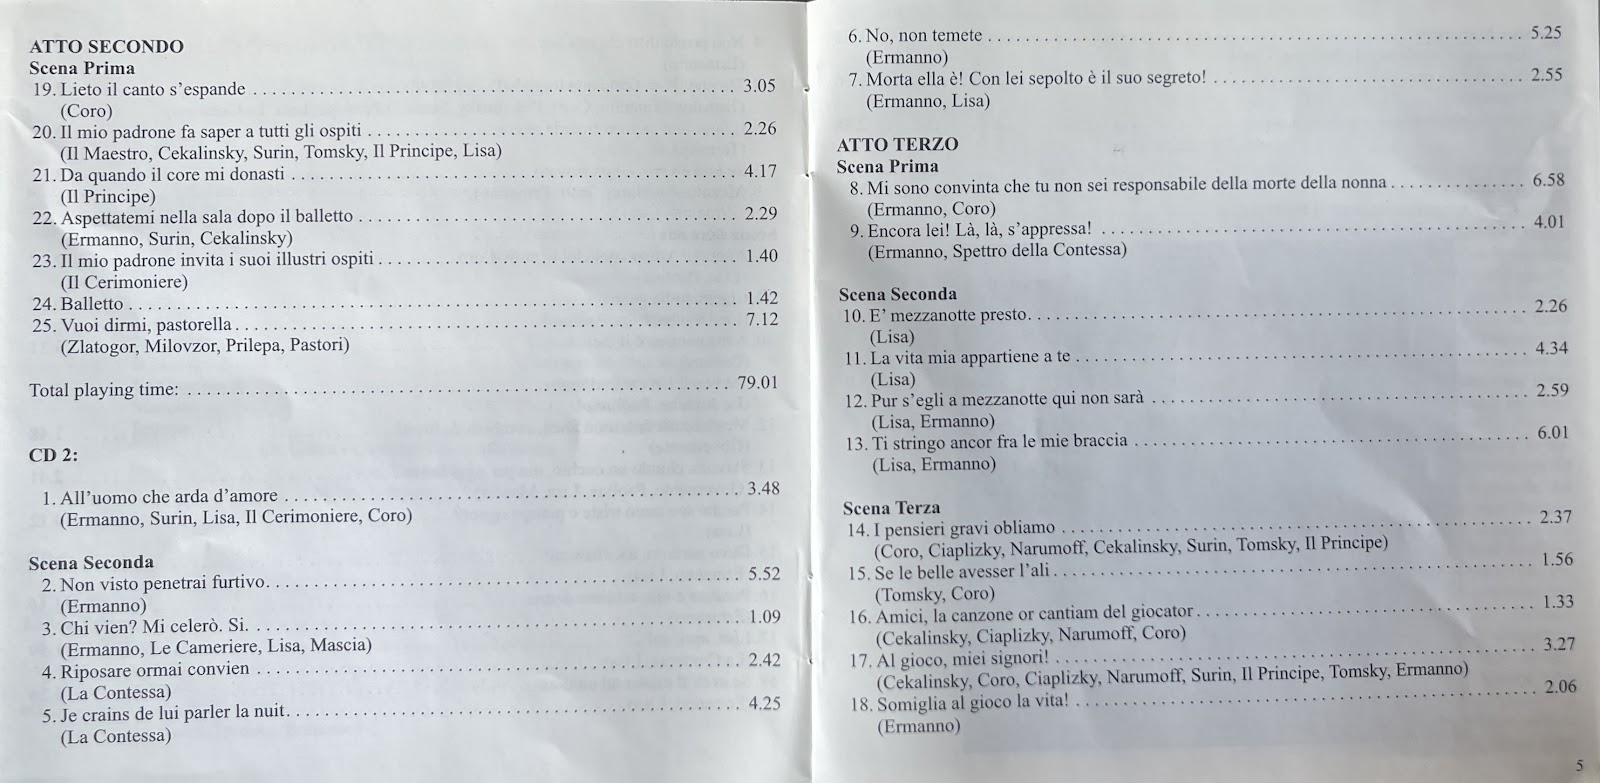 ATTO SECONDO
Scena Prima
19. Lieto il canto s'espande 3.05
(Coro)
20. Il mio padrone fa saper a tutti gli ospiti 2.26
(Il Maestro, Cekalinsky, Surin, Tomsky, Il Principe, Lisa)
21. Da quando il core mi donasti 4.17
(Il Principe)
22. Aspettatemi nella sala dopo il balletto 2.29
(Ermanno, Surin, Cekalinsky)
23. Il mio padrone invita i suoi illustri ospiti 1.40
(Il Cerimoniere)
24. Balletto 1.42
25. Vuoi dirmi, pastorella 7.12
(Zlatogor, Milovzor, Prilepa, Pastori)
Total playing time: 79.01
CD 2:
1. All'uomo che arda d'amore 3.48
(Ermanno, Surin, Lisa, Il Cerimoniere, Coro)
Scena Seconda
2. Non visto penetrai furtivo. 5.52
(Ermanno)
3. Chi vien? Mi celerò. Si. 1.09
(Ermanno, Le Cameriere, Lisa, Mascia)
4. Riposare ormai convien 2.42
(La Contessa)
5. Je crains de lui parler la nuit. 4.25
(La Contessa)
6. No, non temete 5.25
(Ermanno)
7. Morta ella è! Con lei sepolto è il suo segreto! 2.55
(Ermanno, Lisa)
ATTO TERZO
Scena Prima
8. Mi sono convinta che tu non sei responsabile della morte della nonna 6.58
(Ermanno, Coro)
9. Encora lei! Là, là, s'appressa! 4.01
(Ermanno, Spettro della Contessa)
Scena Seconda
10. E' mezzanotte presto. 2.26
(Lisa)
11. La vita mia appartiene a te 4.34
(Lisa)
12. Pur s'egli a mezzanotte qui non sarà 2.59
(Lisa, Ermanno)
13. Ti stringo ancor fra le mie braccia 6.01
(Lisa, Ermanno)
Scena Terza
14. I pensieri gravi obliamo 2.37
(Coro, Ciaplizky, Narumoff, Cekalinsky, Surin, Tomsky, Il Principe)
15. Se le belle avesser l'ali 1.56
(Tomsky, Coro)
16. Amici, la canzone or cantiam del giocator 1.33
(Cekalinsky, Ciaplizky, Narumoff, Coro)
17. Al gioco, miei signori! 3.27
(Cekalinsky, Coro, Ciaplizky, Narumoff, Surin, Il Principe, Tomsky, Ermanno)
18. Somiglia al gioco la vita! 2.06
(Ermanno)
5